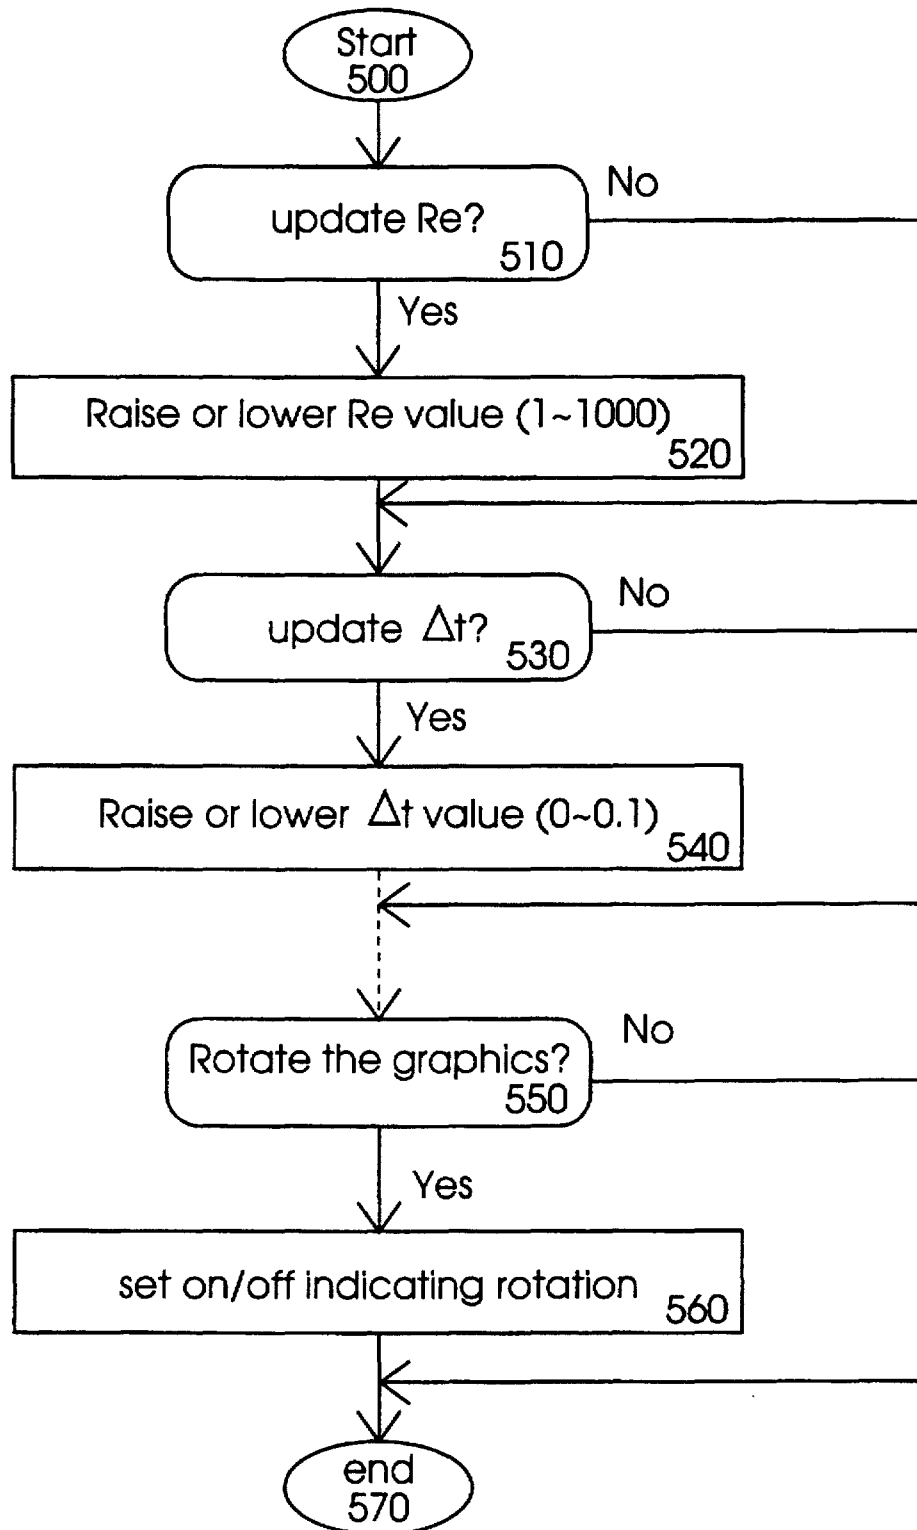 Start
500
No
update Re?
510
Yes
Raise or lower Re value (1~1000)
520
No
update Δt?
530
Yes
Raise or lower Δt value (0~0.1)
540
No
Rotate the graphics?
550
Yes
set on/off indicating rotation
560
end
570